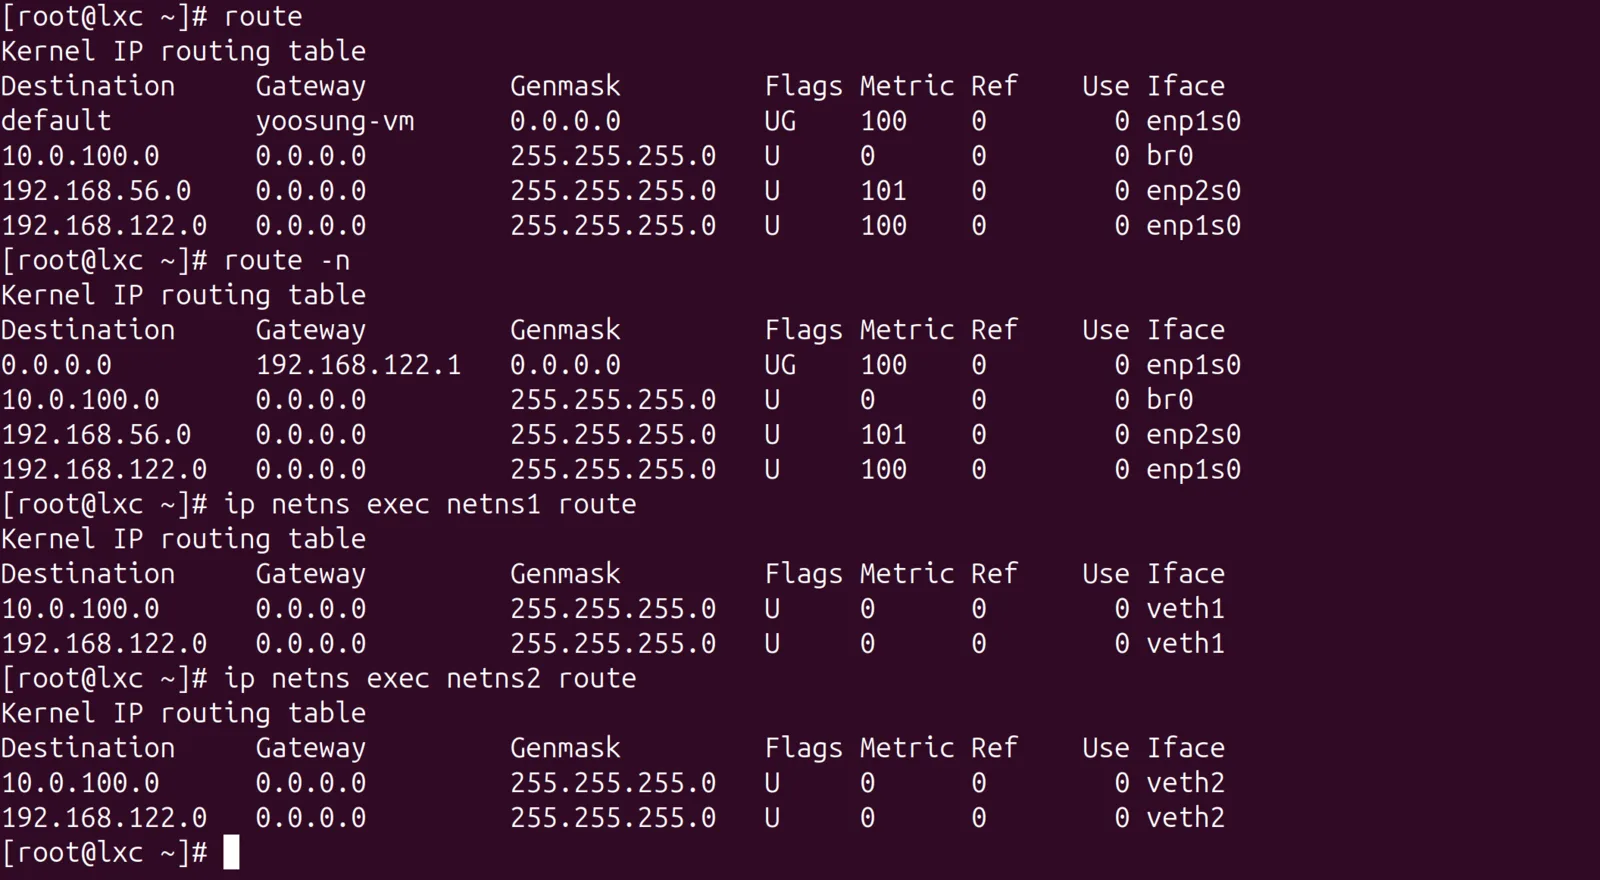 [root@lxc ~]# route
Kernel IP routing table
Destination     Gateway         Genmask         Flags Metric Ref    Use Iface
default         yoosung-vm      0.0.0.0         UG    100    0        0 enp1s0
10.0.100.0      0.0.0.0         255.255.255.0   U     0      0        0 br0
192.168.56.0    0.0.0.0         255.255.255.0   U     101    0        0 enp2s0
192.168.122.0   0.0.0.0         255.255.255.0   U     100    0        0 enp1s0
[root@lxc ~]# route -n
Kernel IP routing table
Destination     Gateway         Genmask         Flags Metric Ref    Use Iface
0.0.0.0         192.168.122.1   0.0.0.0         UG    100    0        0 enp1s0
10.0.100.0      0.0.0.0         255.255.255.0   U     0      0        0 br0
192.168.56.0    0.0.0.0         255.255.255.0   U     101    0        0 enp2s0
192.168.122.0   0.0.0.0         255.255.255.0   U     100    0        0 enp1s0
[root@lxc ~]# ip netns exec netns1 route
Kernel IP routing table
Destination     Gateway         Genmask         Flags Metric Ref    Use Iface
10.0.100.0      0.0.0.0         255.255.255.0   U     0      0        0 veth1
192.168.122.0   0.0.0.0         255.255.255.0   U     0      0        0 veth1
[root@lxc ~]# ip netns exec netns2 route
Kernel IP routing table
Destination     Gateway         Genmask         Flags Metric Ref    Use Iface
10.0.100.0      0.0.0.0         255.255.255.0   U     0      0        0 veth2
192.168.122.0   0.0.0.0         255.255.255.0   U     0      0        0 veth2
[root@lxc ~]#